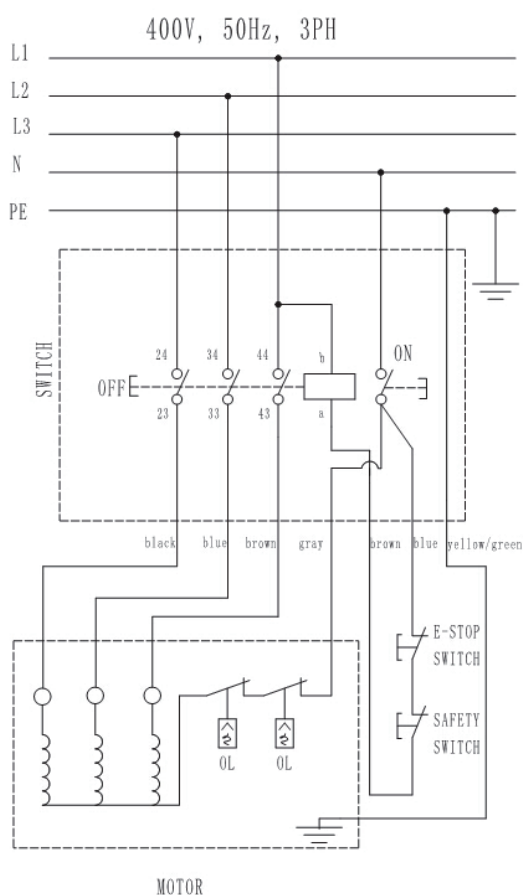 400V, 50Hz, 3PH
L1
L2
L3
N
PE
SWITCH
24
34
44
b
ON
OFF
23
33
43
a
black
blue
brown
gray
brown
blue
yellow/green
E-STOP
SWITCH
SAFETY
SWITCH
OL
OL
MOTOR